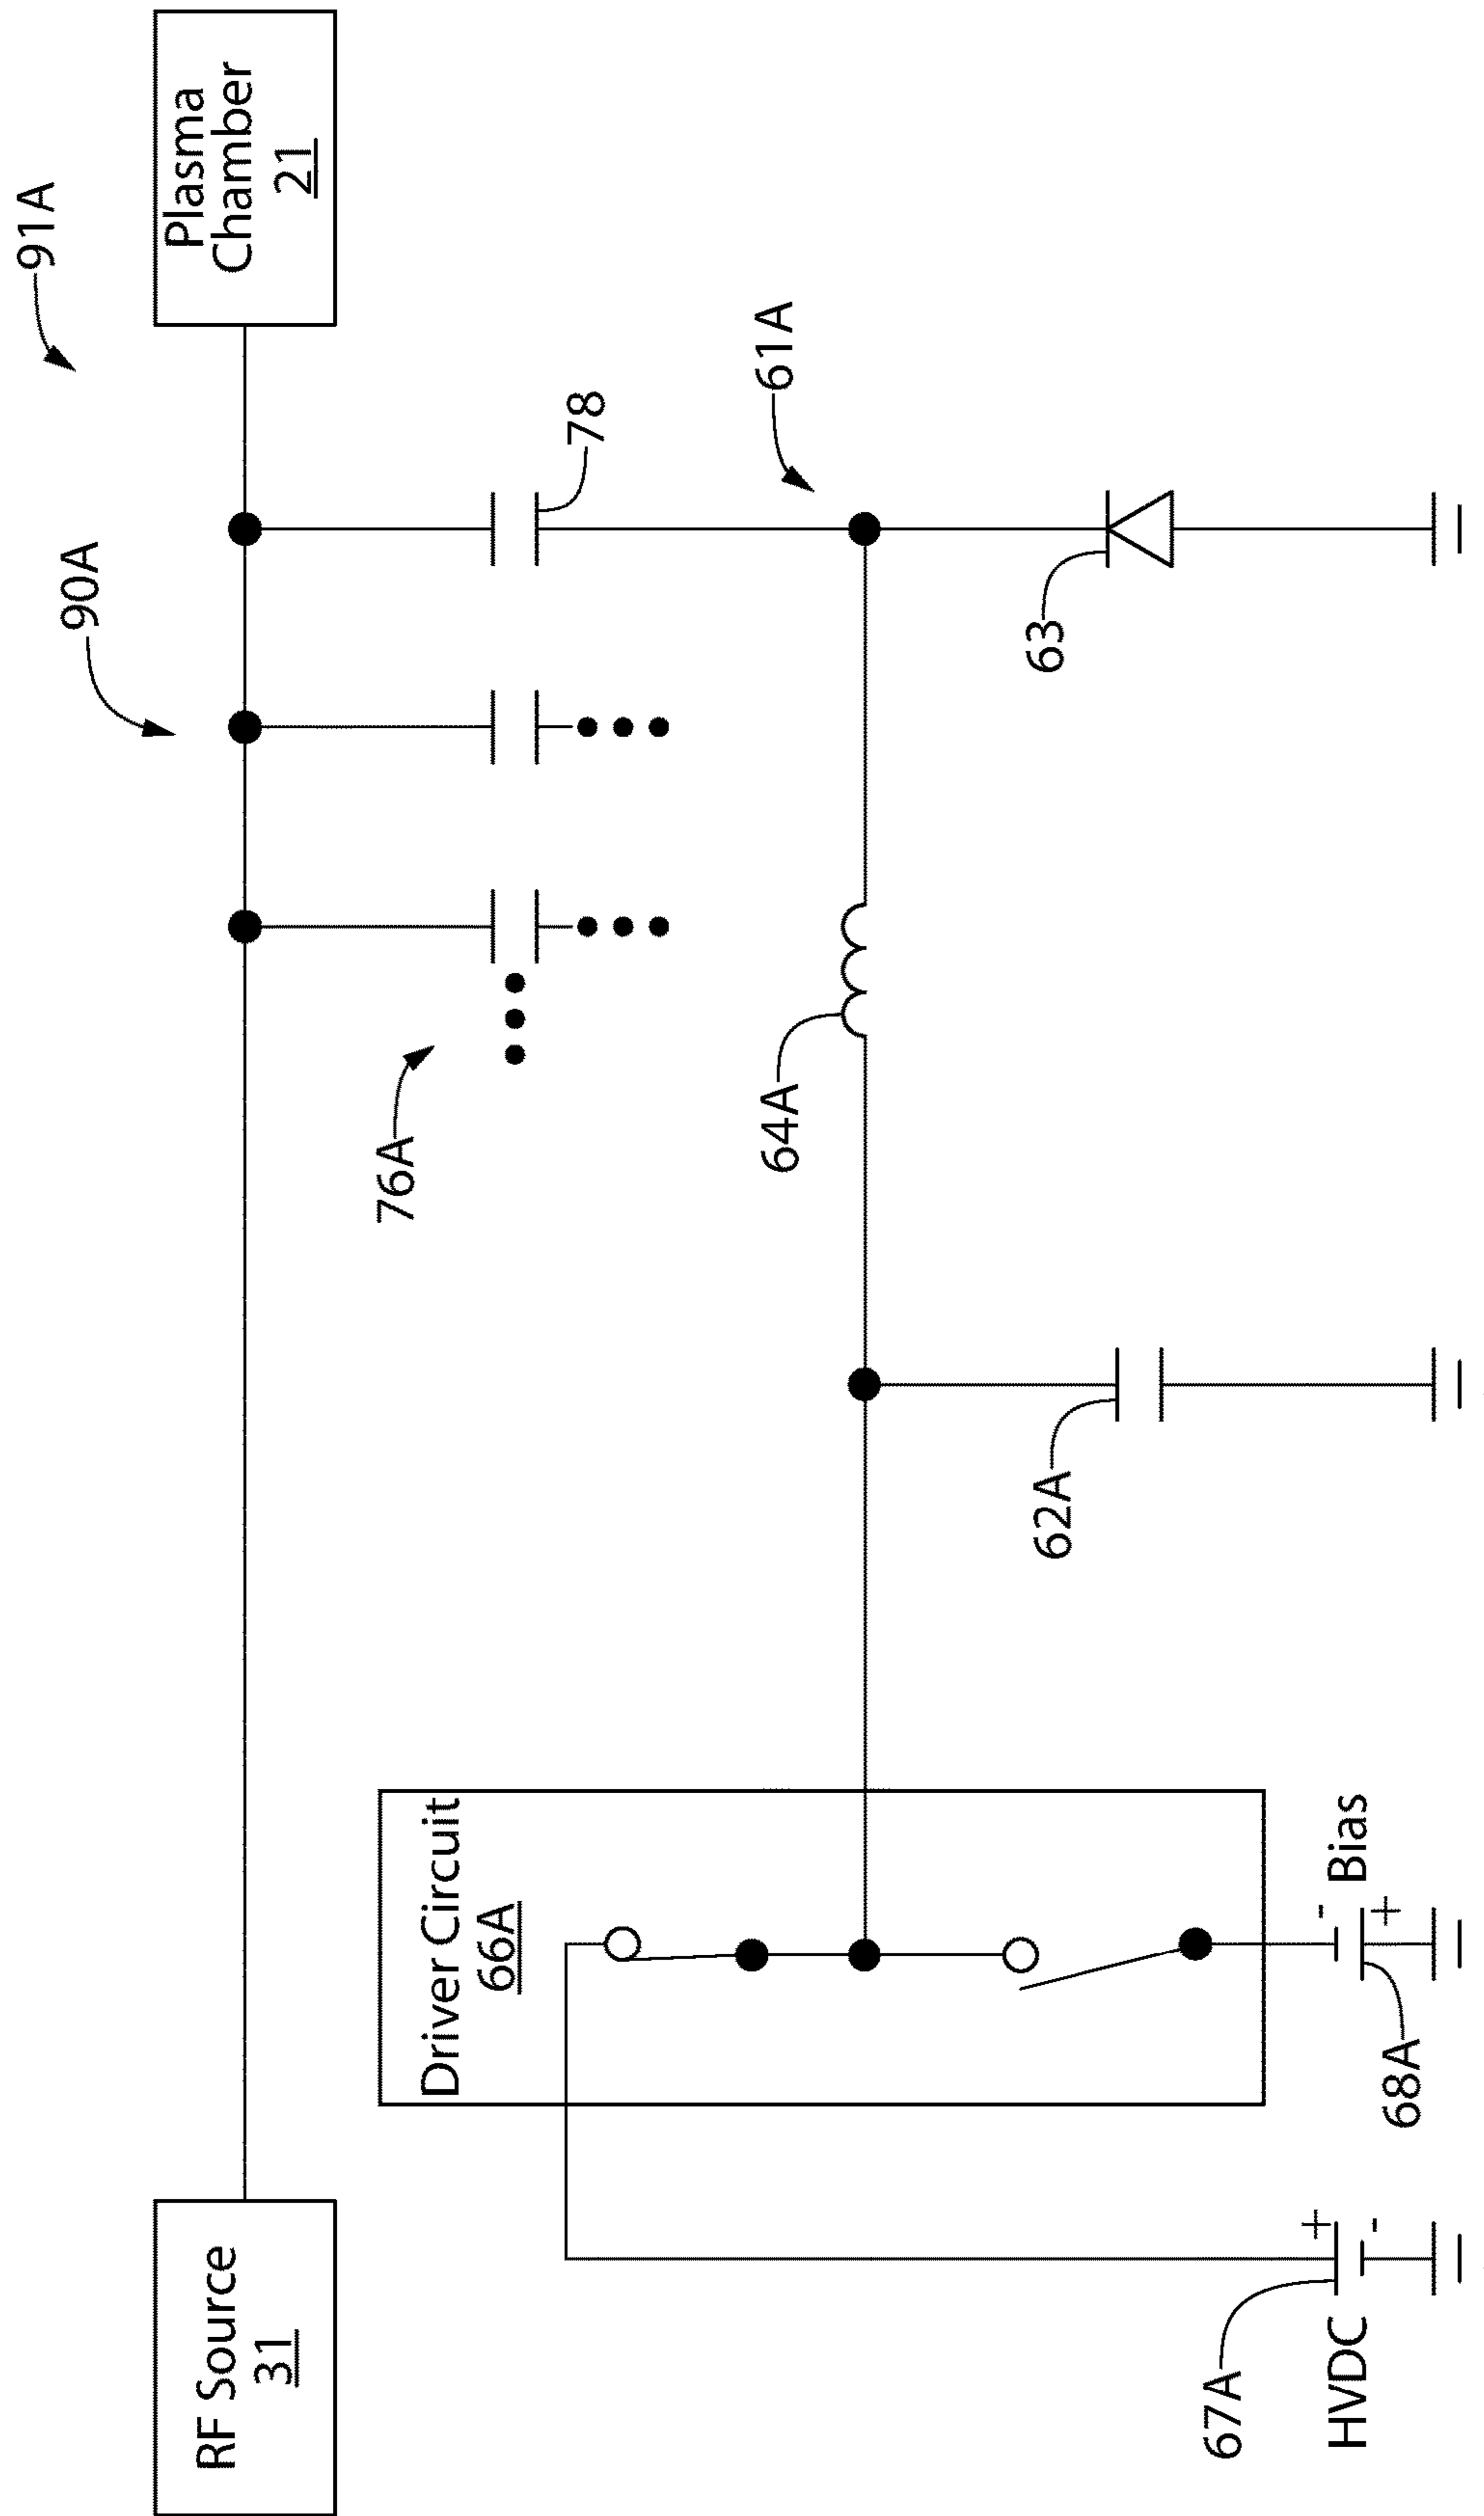 91A
Plasma
Chamber
21
90A
RF Source
31
76A
78
61A
64A
63
62A
Driver Circuit
66A
67A
HVDC
+
-
68A
Bias
-
+